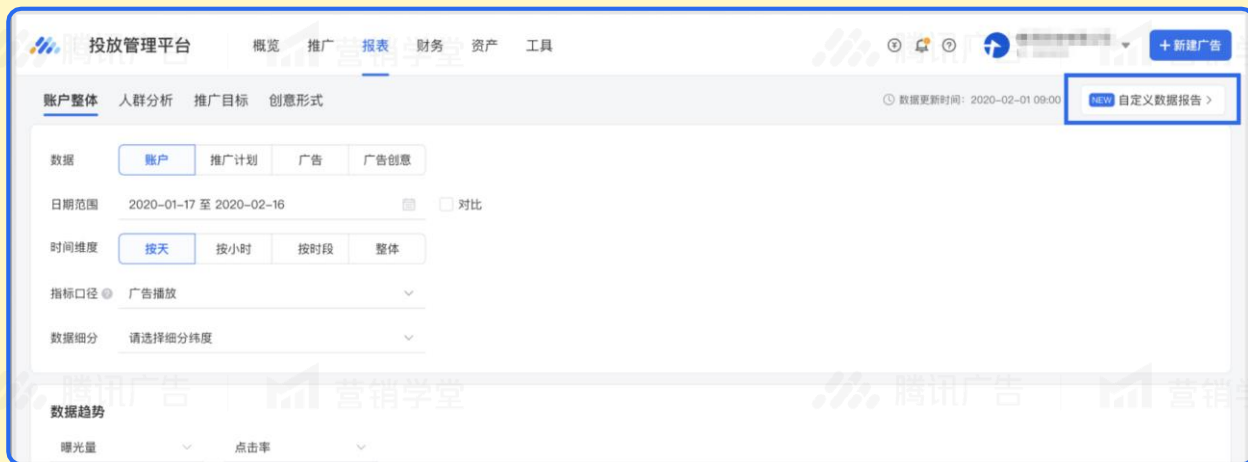 投放管理平台 概览 推广 报表 财务 资产 工具 +新建广告
账户整体 人群分析 推广目标 创意形式 数据更新时间：2020-02-01 09:00 NEW 自定义数据报告 >
数据 账户 推广计划 广告 广告创意
日期范围 2020-01-17 至 2020-02-16 对比
时间维度 按天 按小时 按时段 整体
指标口径 广告播放
数据细分 请选择细分纬度
腾讯广告 营销学堂 腾讯广告 营销学
数据趋势
曝光量 点击率